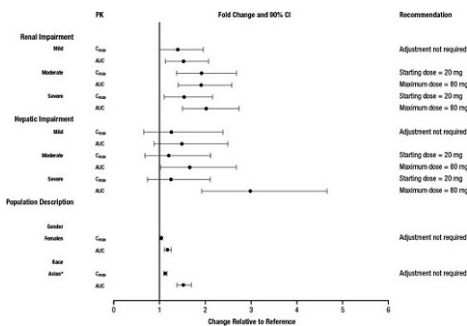 PK Fold Change and 90% CI Recommendation
Renal Impairment
Mild Cmax Adjustment not required
AUC
Moderate Cmax Starting dose = 20 mg
AUC Maximum dose = 80 mg
Severe Cmax Starting dose = 20 mg
AUC Maximum dose = 80 mg
Hepatic Impairment
Mild Cmax Adjustment not required
AUC
Moderate Cmax Starting dose = 20 mg
AUC Maximum dose = 80 mg
Severe Cmax Starting dose = 20 mg
AUC Maximum dose = 80 mg
Population Description
Gender
Females Cmax Adjustment not required
AUC
Race
Asian* Cmax Adjustment not required
AUC
0 1 2 3 4 5 6
Change Relative to Reference